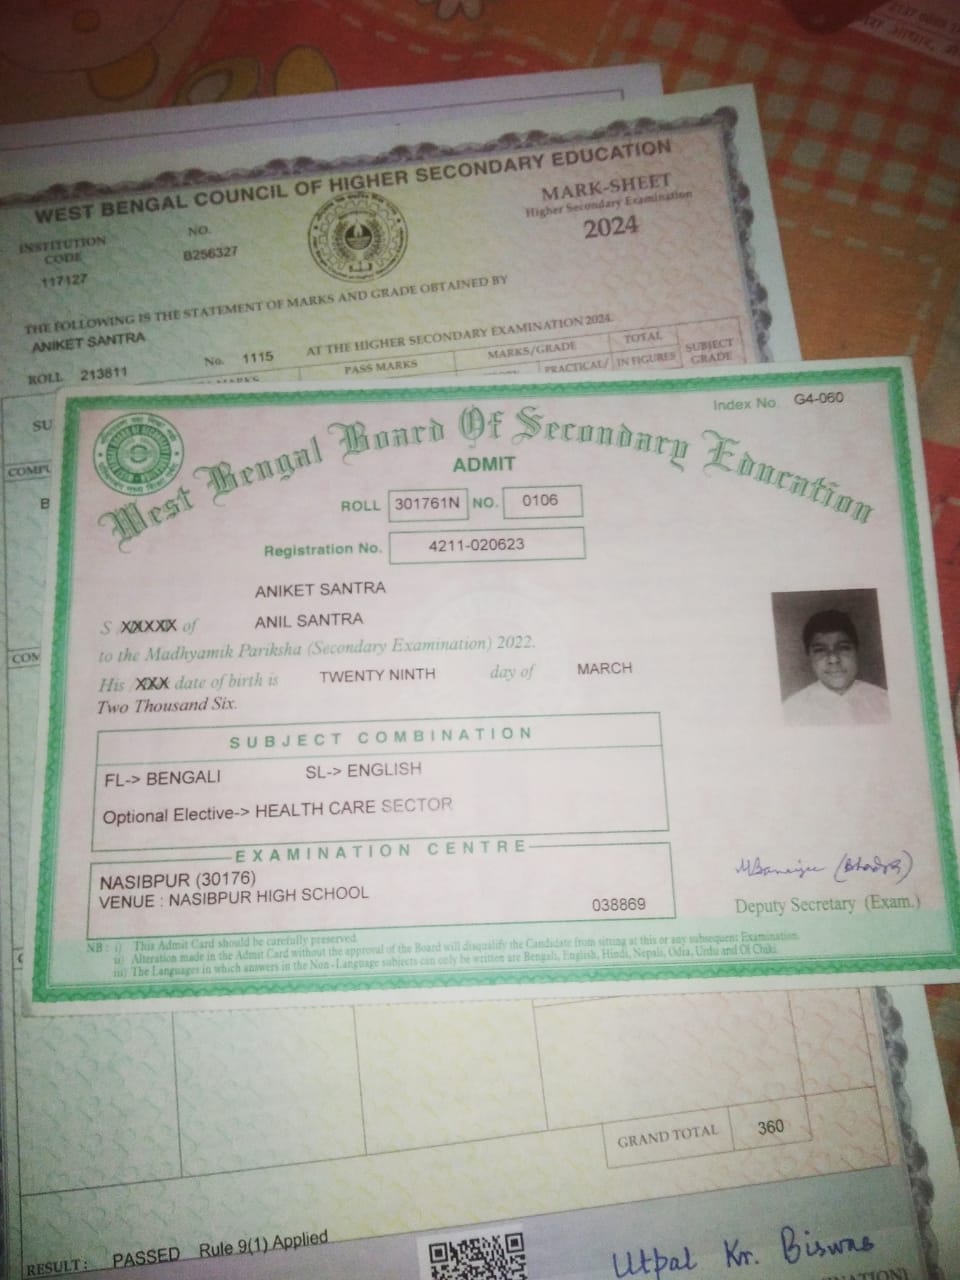 WEST BENGAL COUNCIL OF HIGHER SECONDARY EDUCATION
MARK-SHEET
Higher Secondary Examination
2024
INSTITUTION CODE
117127
NO.
B256327
THE FOLLOWING IS THE STATEMENT OF MARKS AND GRADE OBTAINED BY
ANIKET SANTRA
ROLL 213811 No. 1115 AT THE HIGHER SECONDARY EXAMINATION 2024.
PASS MARKS MARKS/GRADE TOTAL IN FIGURES SUBJECT GRADE
PRACTICAL/
SU
COMPU
B
COM
Index No. G4-060
West Bengal Board Of Secondary Education
ADMIT
ROLL 301761N NO. 0106
Registration No. 4211-020623
ANIKET SANTRA
S XXXXX of ANIL SANTRA
to the Madhyamik Pariksha (Secondary Examination) 2022.
His XXX date of birth is TWENTY NINTH day of MARCH
Two Thousand Six.
SUBJECT COMBINATION
FL-> BENGALI SL-> ENGLISH
Optional Elective-> HEALTH CARE SECTOR
EXAMINATION CENTRE
NASIBPUR (30176)
VENUE : NASIBPUR HIGH SCHOOL
038869
Deputy Secretary (Exam.)
NB : i) This Admit Card should be carefully preserved.
ii) Alteration made in the Admit Card without the approval of the Board will disqualify the Candidate from sitting at this or any subsequent Examination.
iii) The Languages in which answers in the Non-Language subjects can only be written are Bengali, English, Hindi, Nepali, Odia, Urdu and Ol Chiki.
GRAND TOTAL 360
RESULT: PASSED Rule 9(1) Applied
Utpal Kr. Biswas